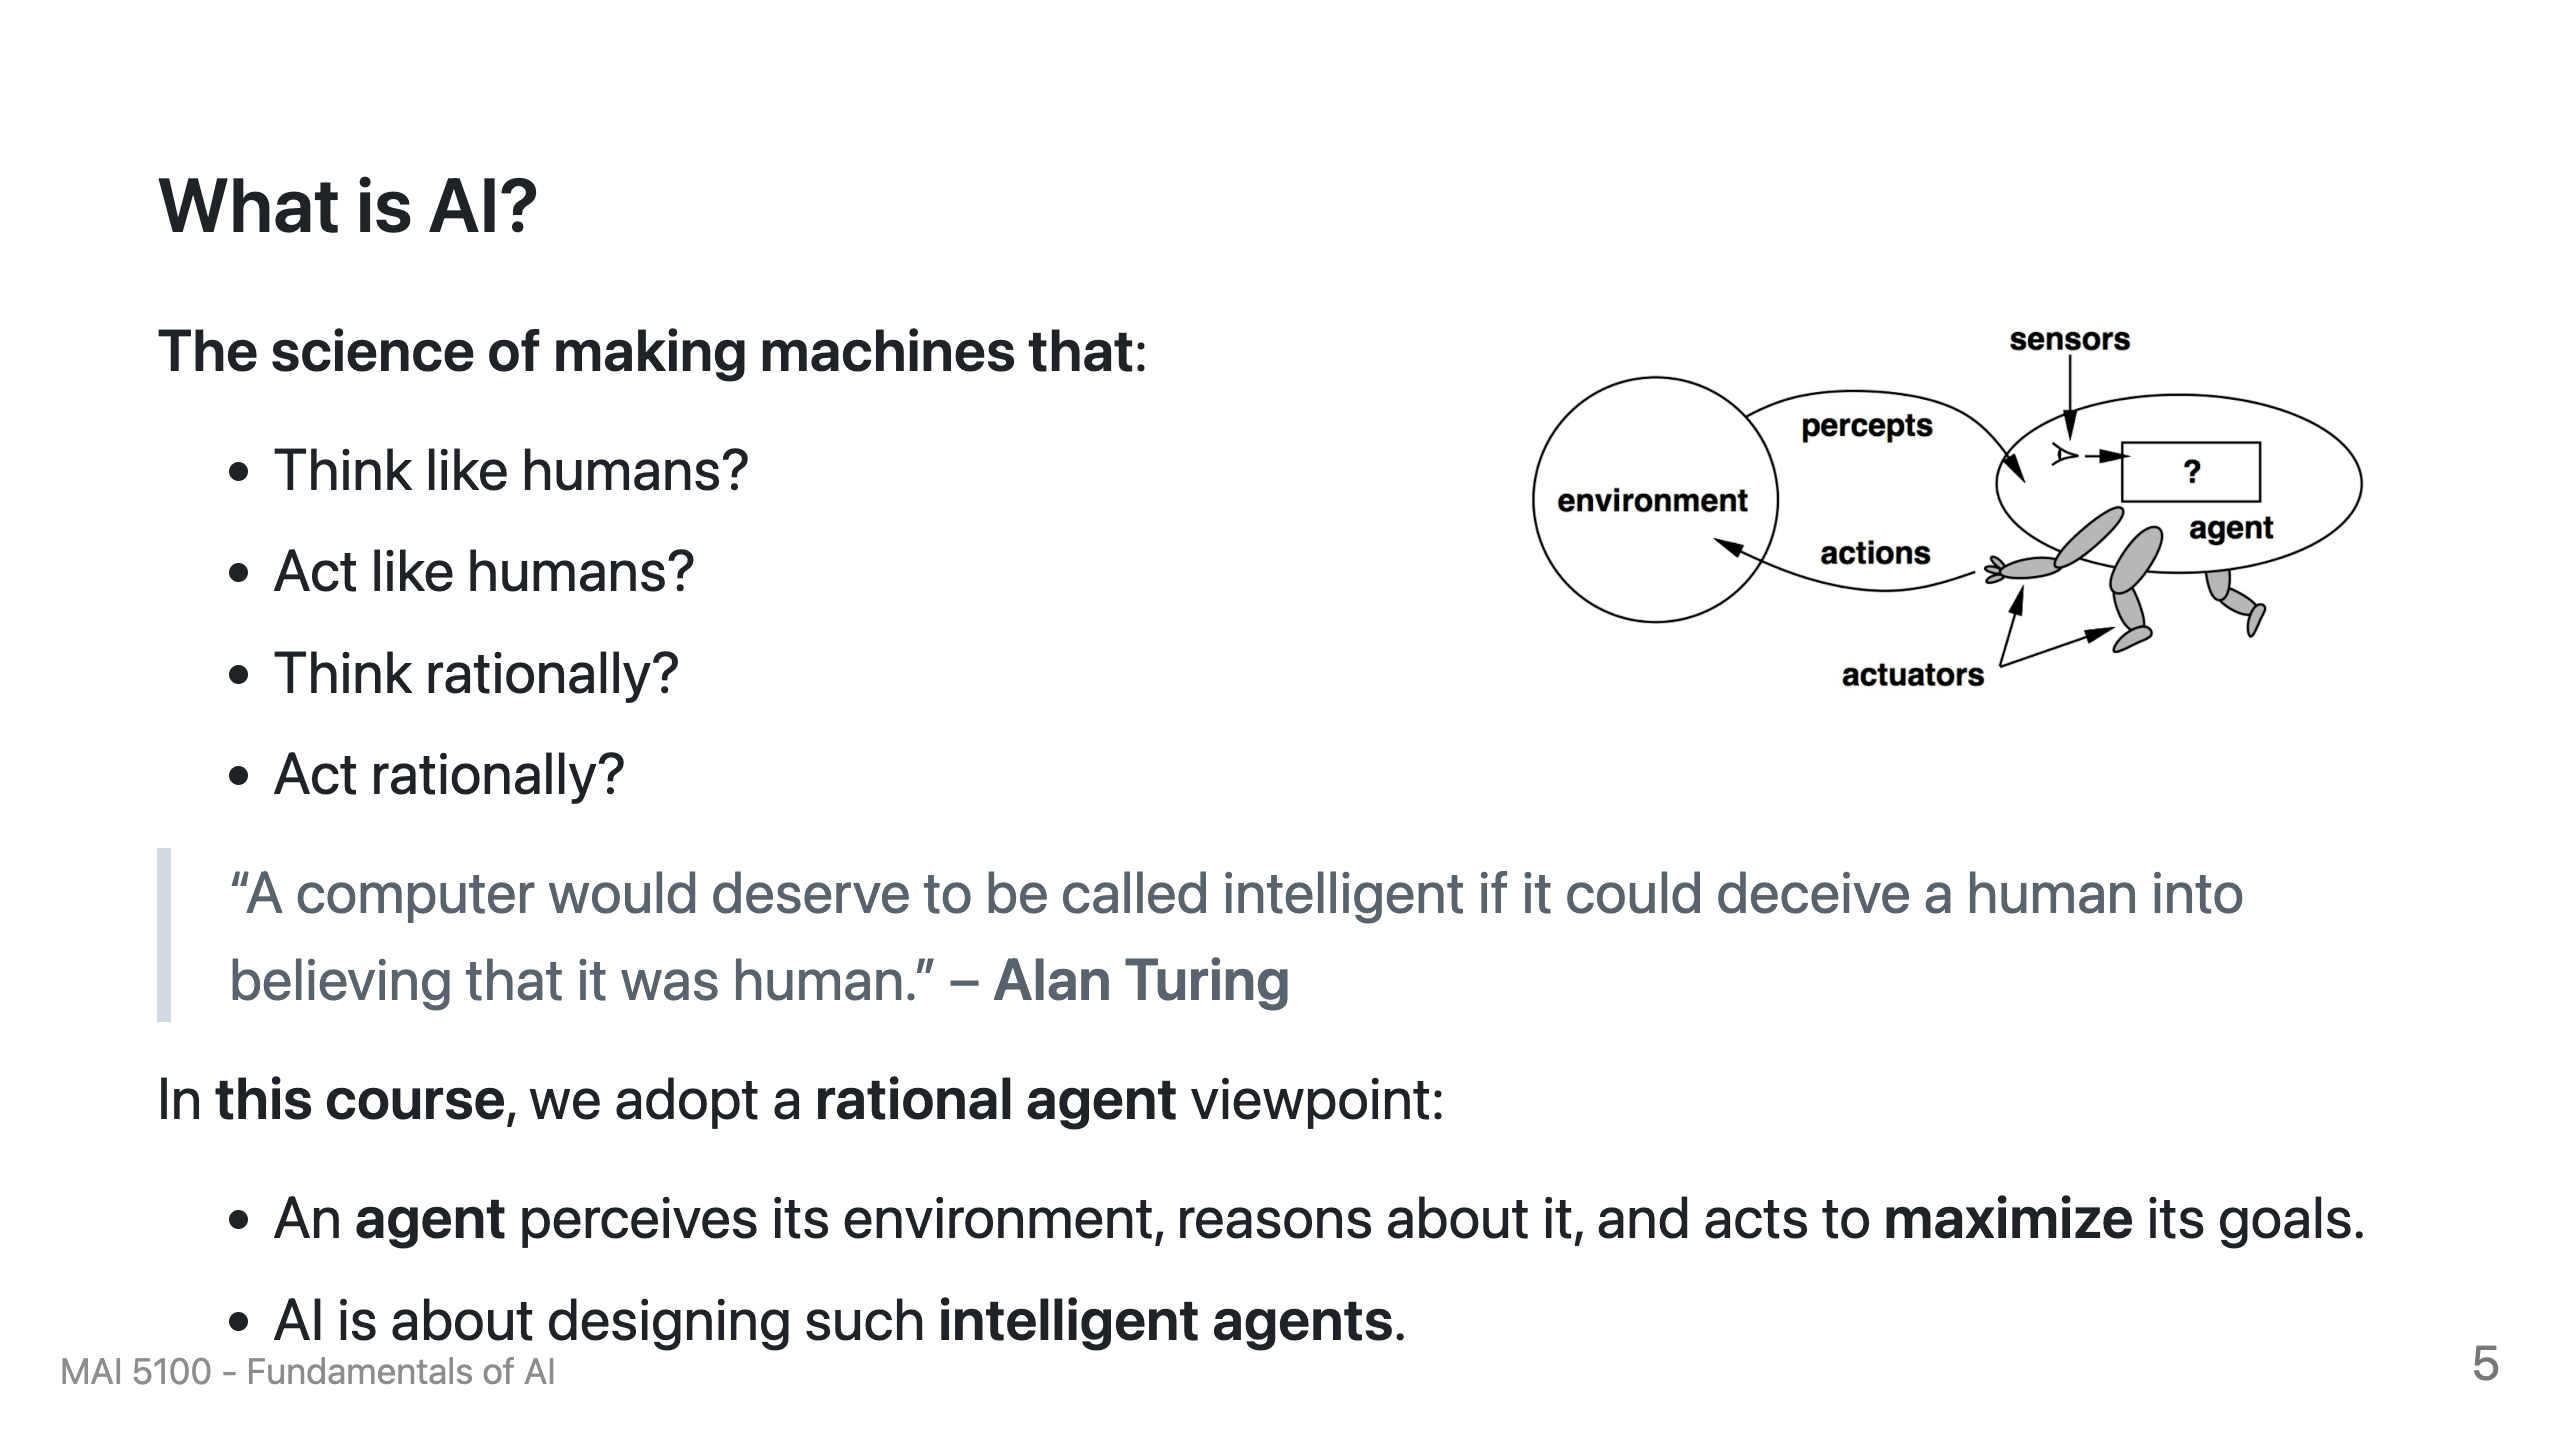 What is AI?
The science of making machines that:
• Think like humans?
• Act like humans?
• Think rationally?
• Act rationally?
sensors
percepts
environment
?
agent
actions
actuators
“A computer would deserve to be called intelligent if it could deceive a human into
believing that it was human.” – Alan Turing
In this course, we adopt a rational agent viewpoint:
• An agent perceives its environment, reasons about it, and acts to maximize its goals.
• AI is about designing such intelligent agents.
MAI 5100 - Fundamentals of AI
5